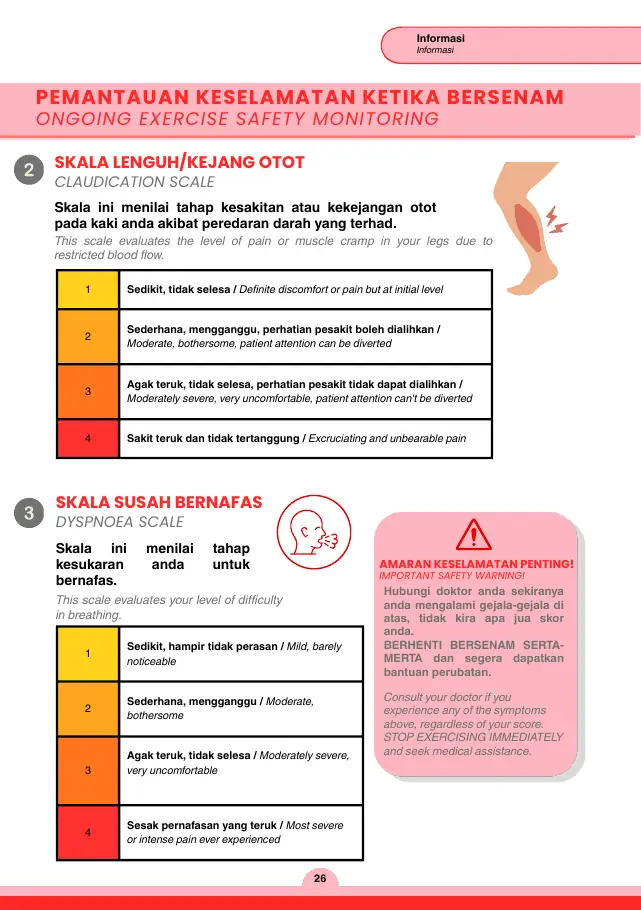 Informasi
Informasi
PEMANTAUAN KESELAMATAN KETIKA BERSENAM
ONGOING EXERCISE SAFETY MONITORING
2
SKALA LENGUH/KEJANG OTOT
CLAUDICATION SCALE
Skala ini menilai tahap kesakitan atau kekejangan otot
pada kaki anda akibat peredaran darah yang terhad.
This scale evaluates the level of pain or muscle cramp in your legs due to
restricted blood flow.
1
Sedikit, tidak selesa / Definite discomfort or pain but at initial level
2
Sederhana, mengganggu, perhatian pesakit boleh dialihkan /
Moderate, bothersome, patient attention can be diverted
3
Agak teruk, tidak selesa, perhatian pesakit tidak dapat dialihkan /
Moderately severe, very uncomfortable, patient attention can't be diverted
4
Sakit teruk dan tidak tertanggung / Excruciating and unbearable pain
3
SKALA SUSAH BERNAFAS
DYSPNOEA SCALE
Skala ini menilai tahap
kesukaran anda untuk
bernafas.
This scale evaluates your level of difficulty
in breathing.
1
Sedikit, hampir tidak perasan / Mild, barely
noticeable
2
Sederhana, mengganggu / Moderate,
bothersome
3
Agak teruk, tidak selesa / Moderately severe,
very uncomfortable
4
Sesak pernafasan yang teruk / Most severe
or intense pain ever experienced
AMARAN KESELAMATAN PENTING!
IMPORTANT SAFETY WARNING!
Hubungi doktor anda sekiranya
anda mengalami gejala-gejala di
atas, tidak kira apa jua skor
anda.
BERHENTI BERSENAM SERTA-
MERTA dan segera dapatkan
bantuan perubatan.
Consult your doctor if you
experience any of the symptoms
above, regardless of your score.
STOP EXERCISING IMMEDIATELY
and seek medical assistance.
26